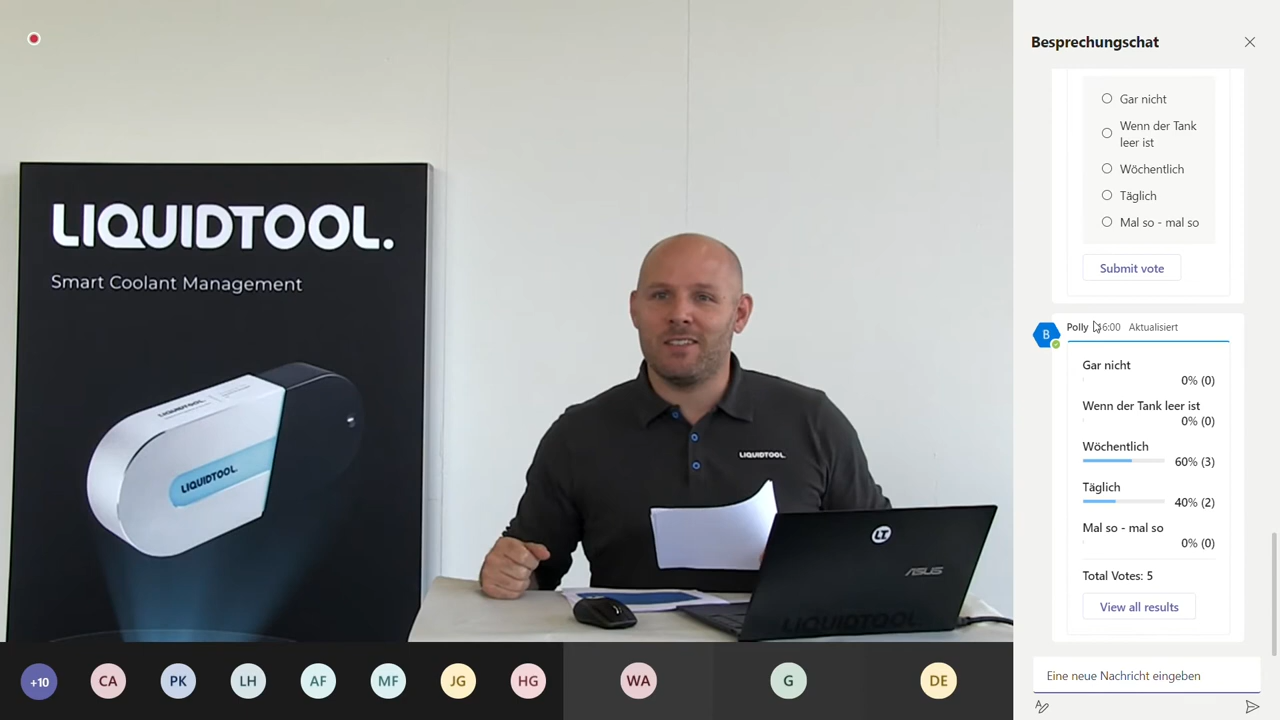 LIQUIDTOOL.
Smart Coolant Management
LIQUIDTOOL.
LIQUIDTOOL.
LIQUIDTOOL.
LT
ASUS
LIQUIDTOOL
+10
CA
PK
LH
AF
MF
JG
HG
WA
G
DE
Besprechungschat
Gar nicht
Wenn der Tank
leer ist
Wöchentlich
Täglich
Mal so - mal so
Submit vote
B
Polly 16:00 Aktualisiert
Gar nicht
0% (0)
Wenn der Tank leer ist
0% (0)
Wöchentlich
60% (3)
Täglich
40% (2)
Mal so - mal so
0% (0)
Total Votes: 5
View all results
Eine neue Nachricht eingeben